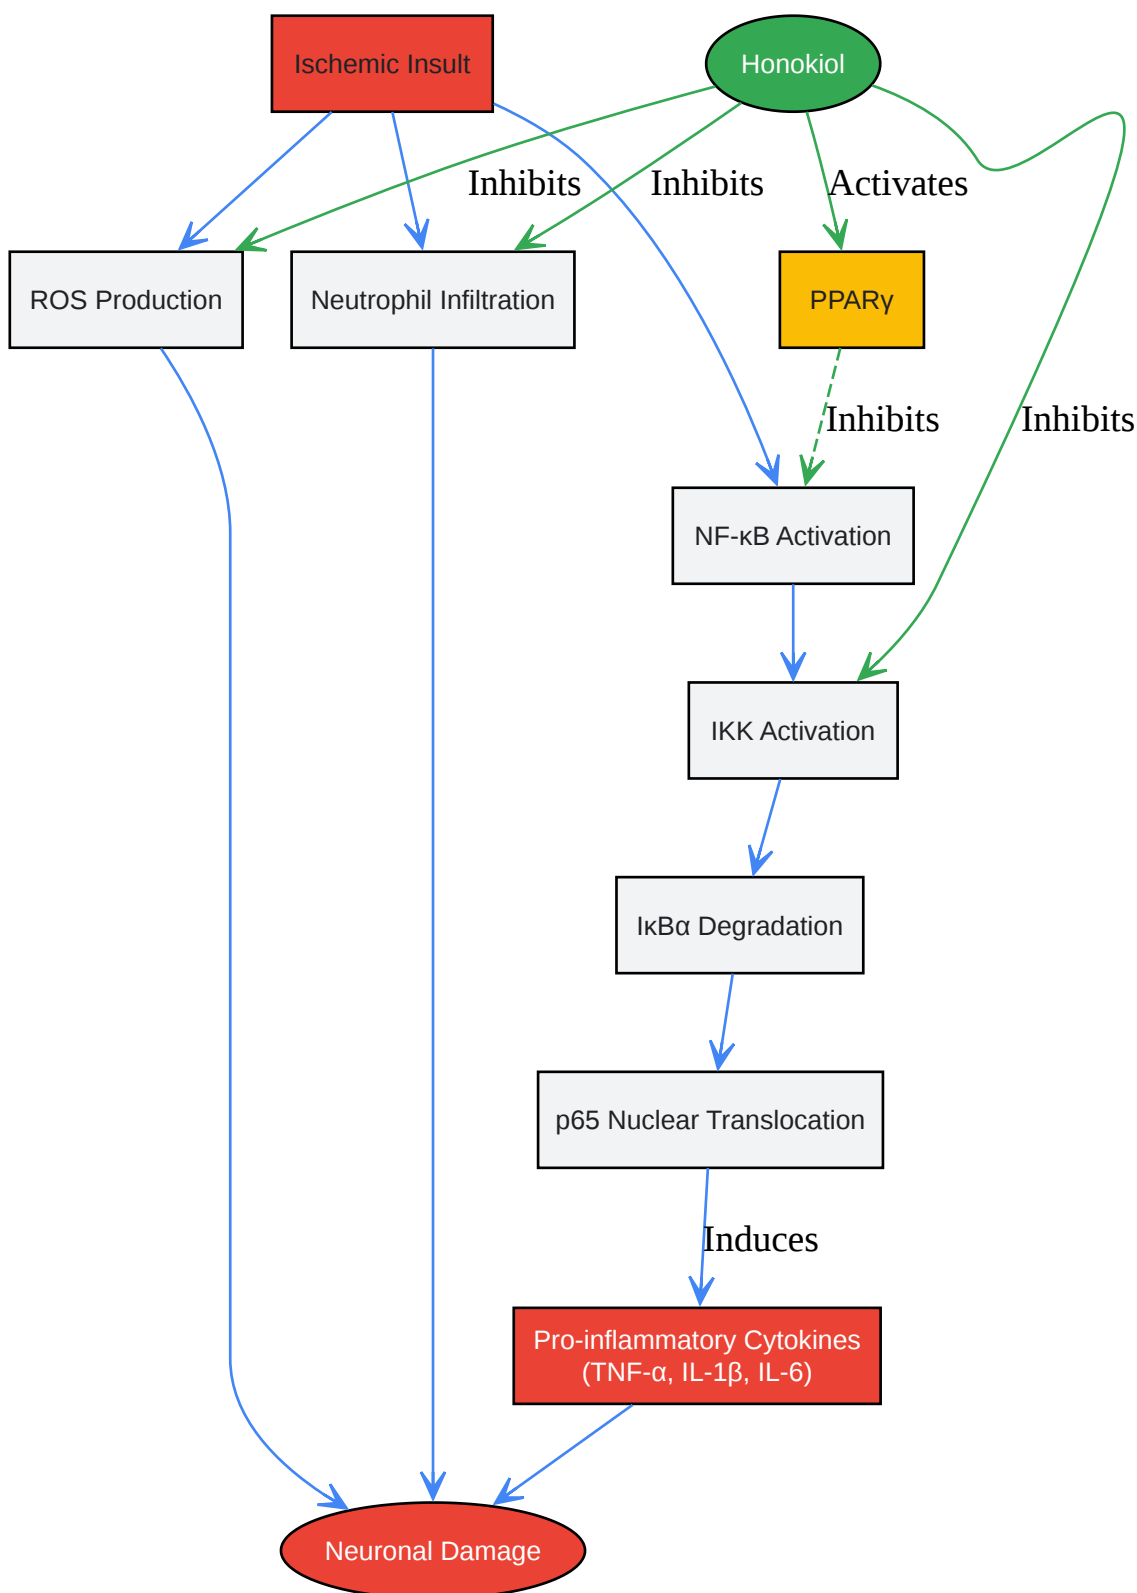 Ischemic Insult
Honokiol
Inhibits
Inhibits
Activates
ROS Production
Neutrophil Infiltration
PPARγ
Inhibits
Inhibits
NF-κB Activation
IKK Activation
IκBα Degradation
p65 Nuclear Translocation
Induces
Pro-inflammatory Cytokines
(TNF-α, IL-1β, IL-6)
Neuronal Damage